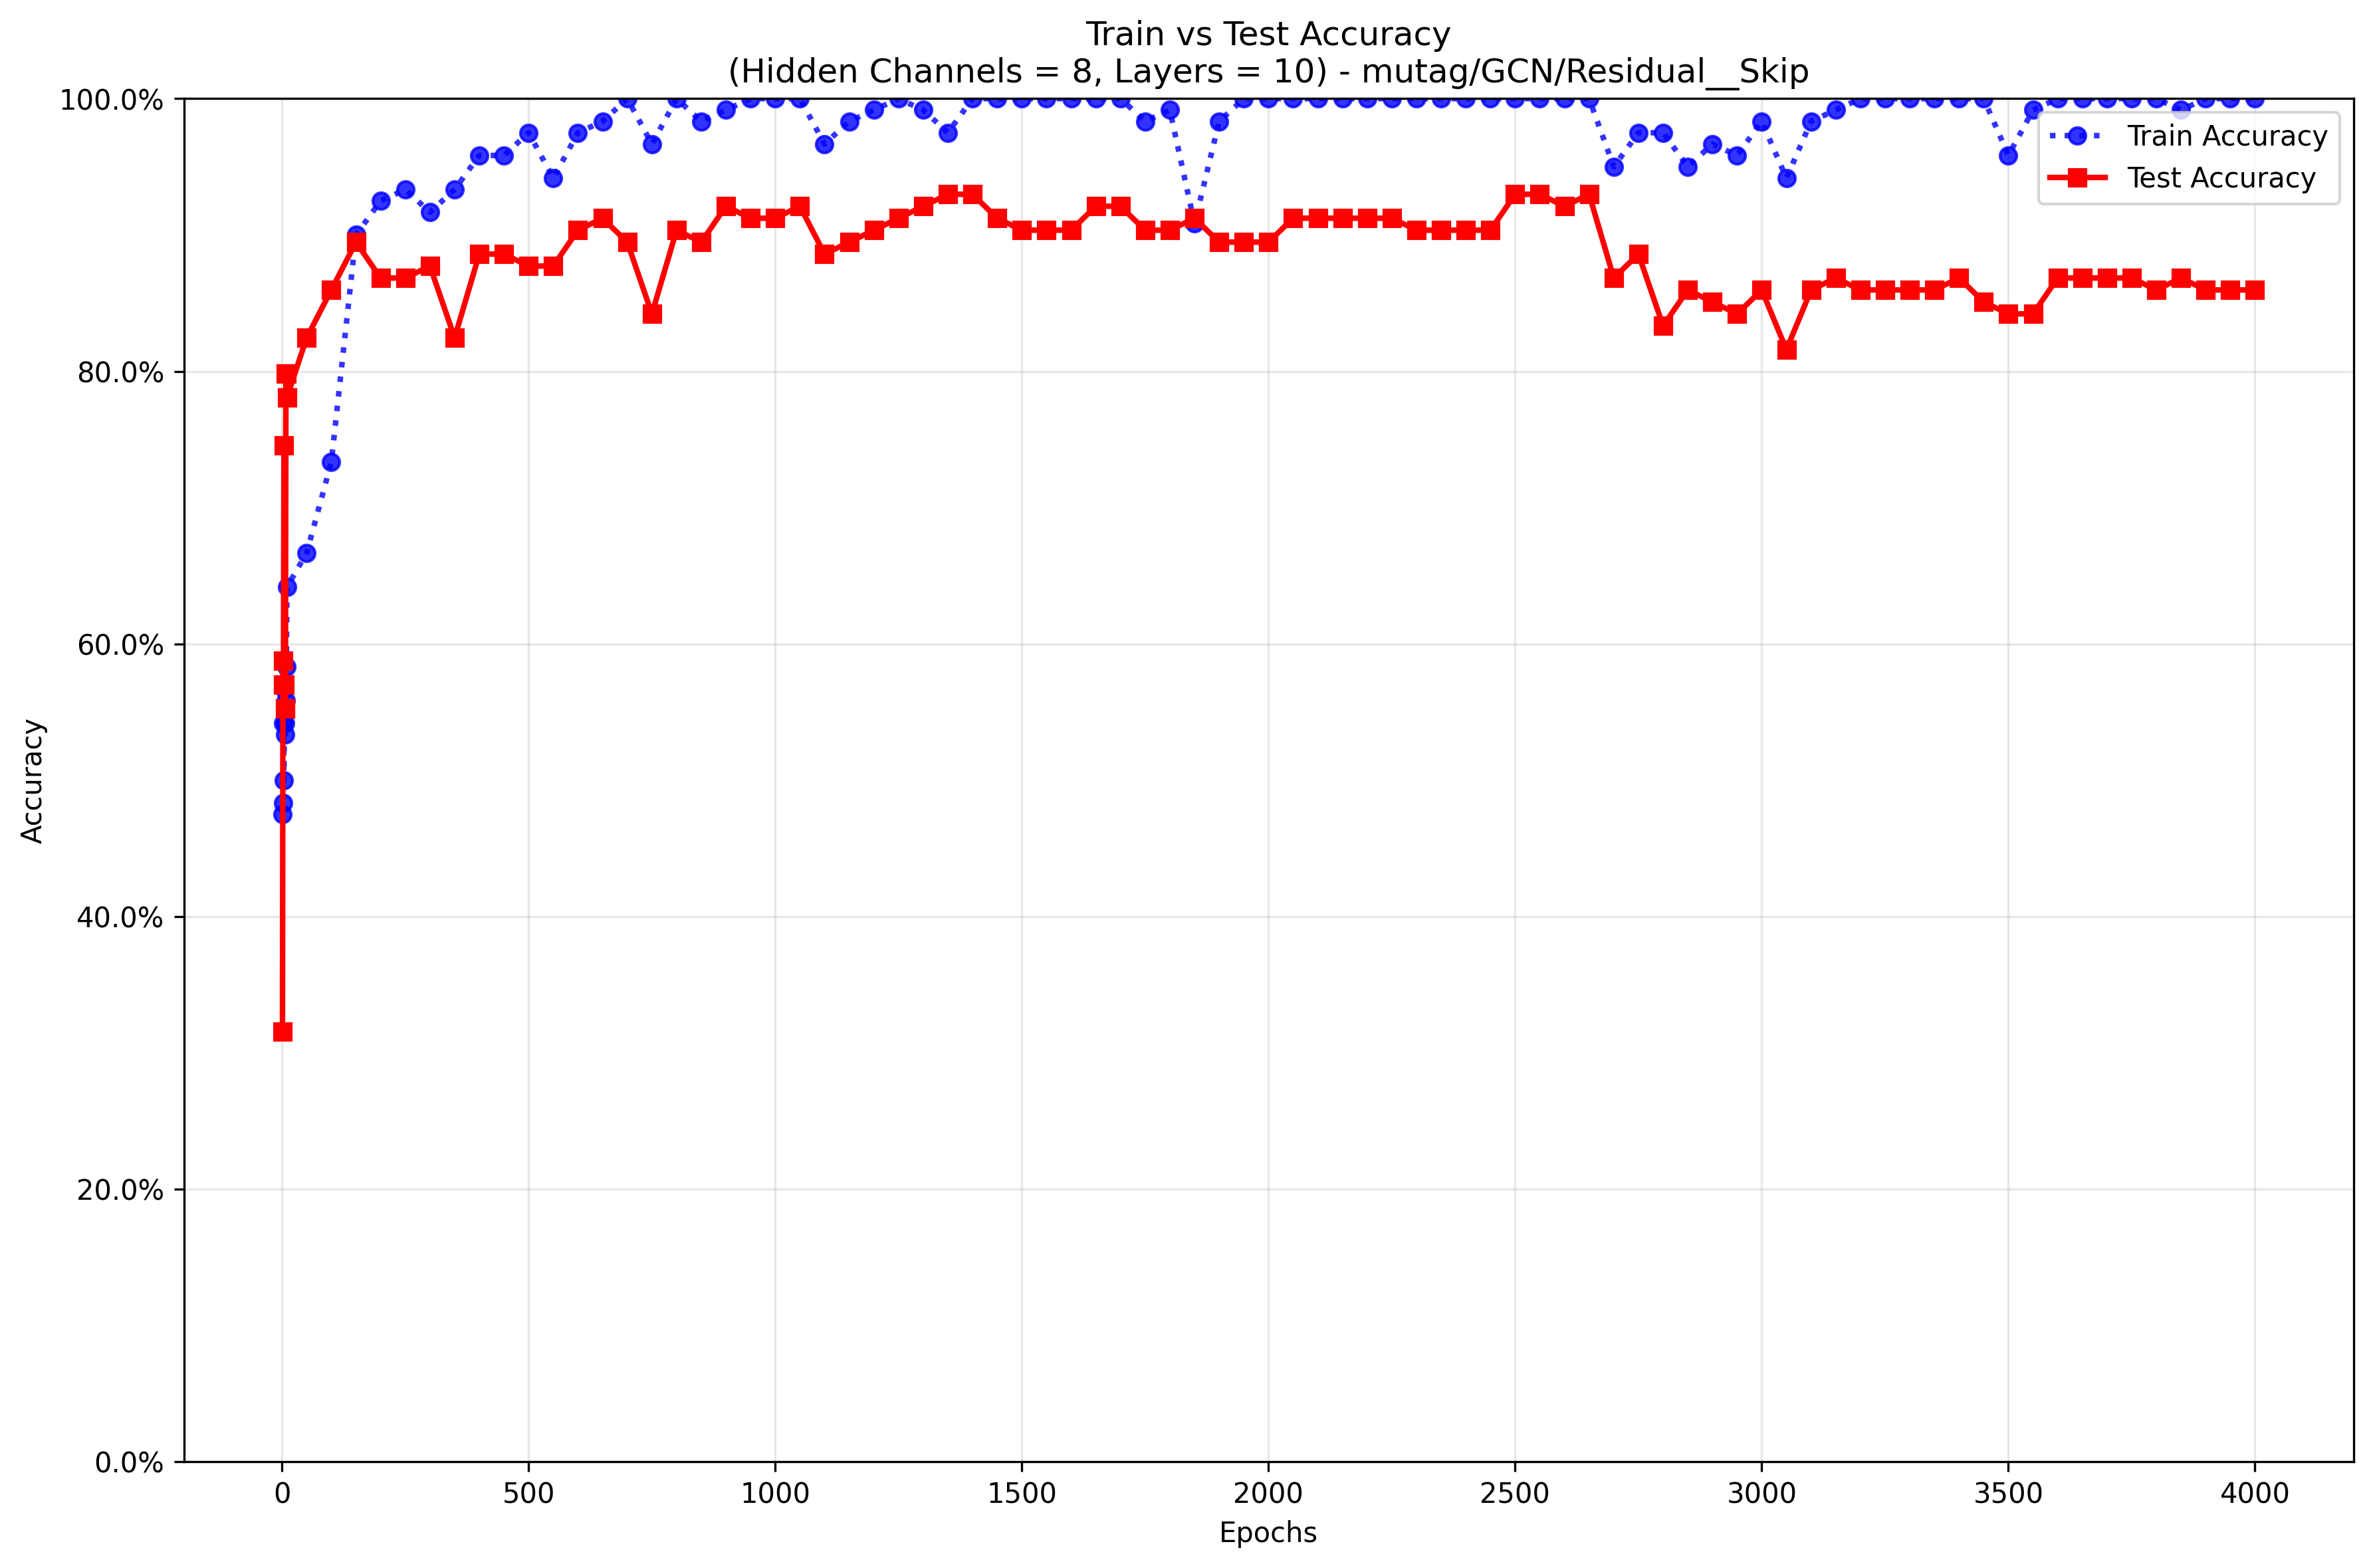 Train vs Test Accuracy
(Hidden Channels = 8, Layers = 10) - mutag/GCN/Residual__Skip
100.0%
80.0%
60.0%
40.0%
20.0%
0.0%
Accuracy
Train Accuracy
Test Accuracy
0 500 1000 1500 2000 2500 3000 3500 4000
Epochs